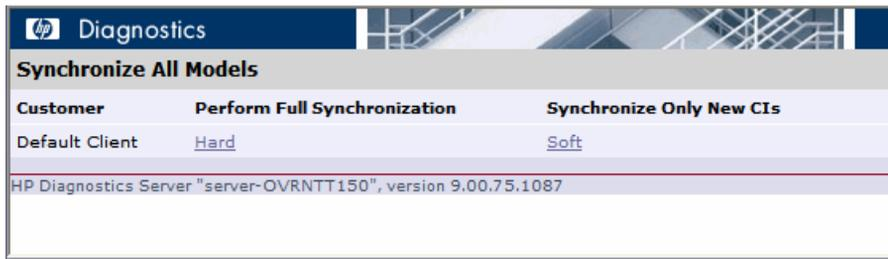 hp Diagnostics
Synchronize All Models
Customer Perform Full Synchronization Synchronize Only New CIs
Default Client Hard Soft
HP Diagnostics Server "server-OVRNTT150", version 9.00.75.1087